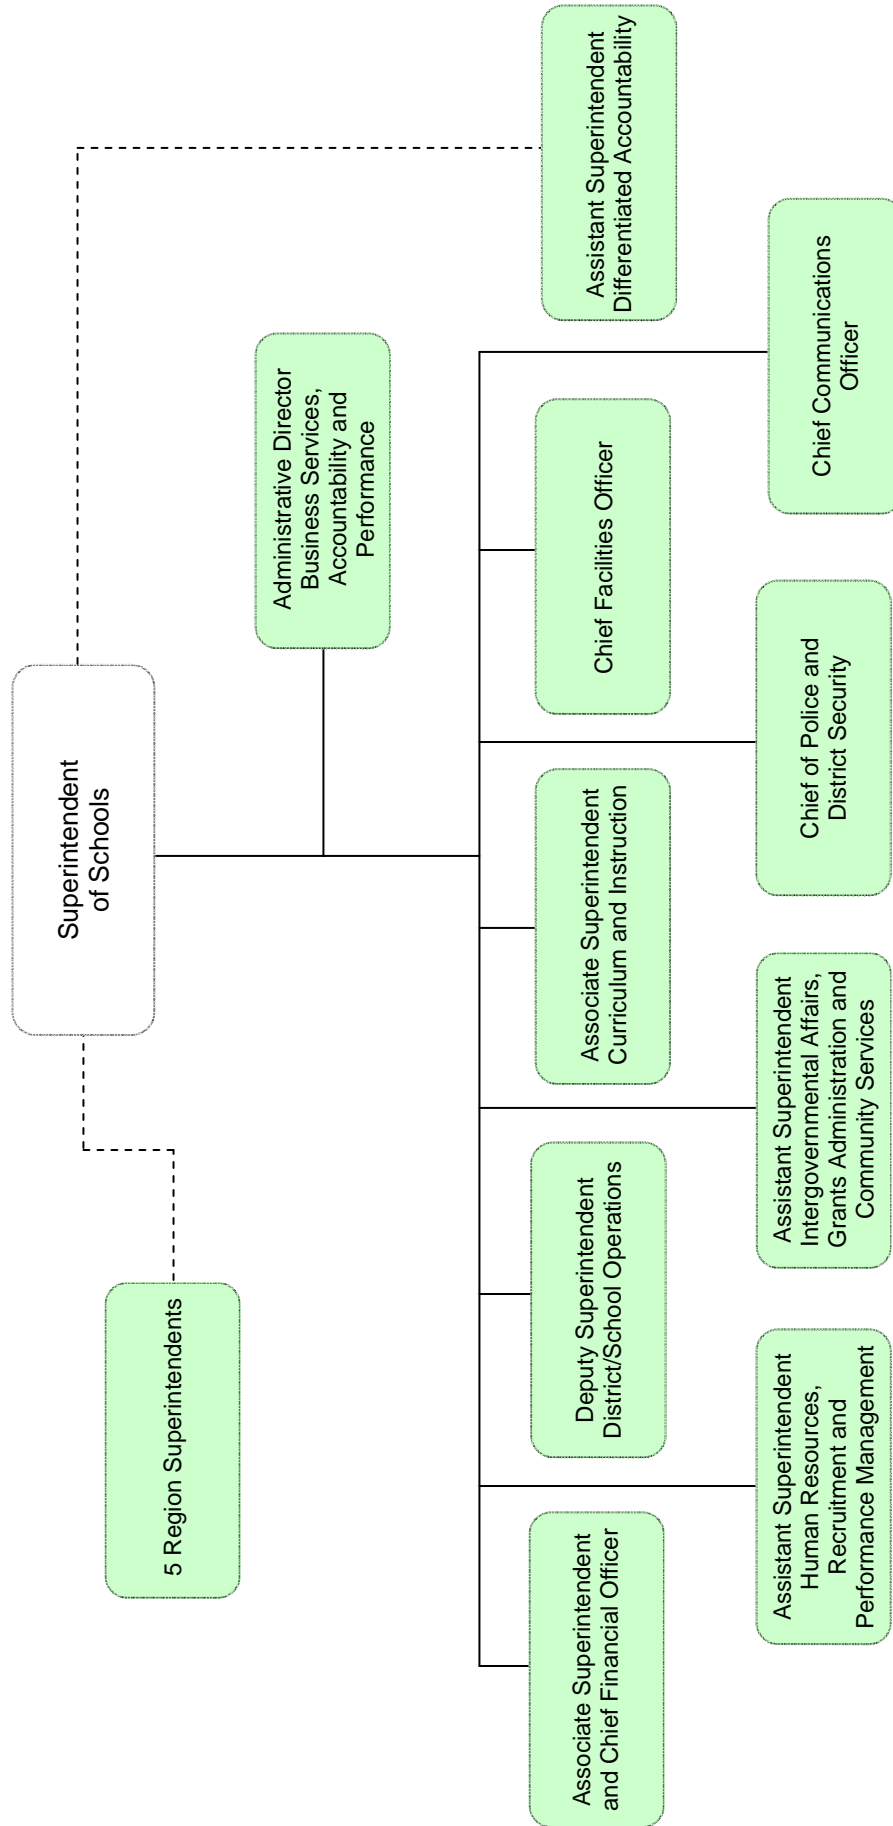 Superintendent
of Schools
5 Region Superintendents
Administrative Director
Business Services,
Accountability and
Performance
Associate Superintendent
and Chief Financial Officer
Deputy Superintendent
District/School Operations
Associate Superintendent
Curriculum and Instruction
Chief Facilities Officer
Assistant Superintendent
Differentiated Accountability
Assistant Superintendent
Human Resources,
Recruitment and
Performance Management
Assistant Superintendent
Intergovernmental Affairs,
Grants Administration and
Community Services
Chief of Police and
District Security
Chief Communications
Officer